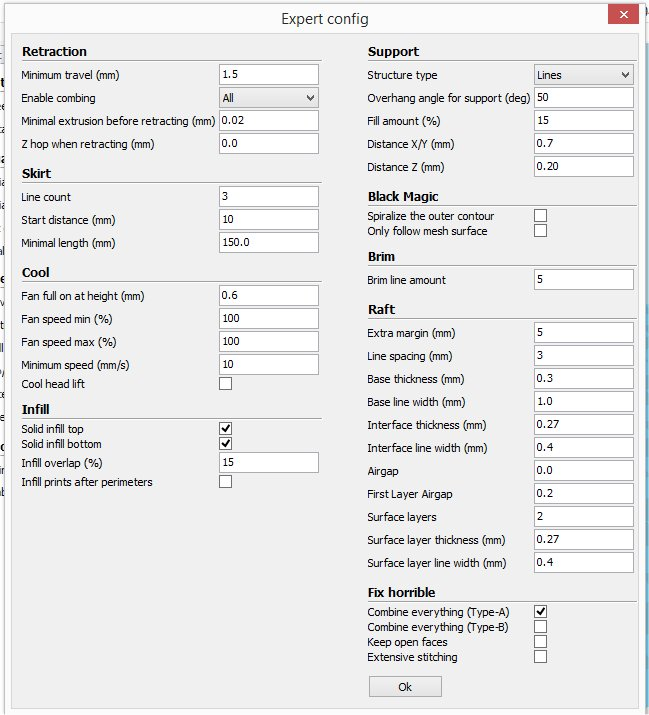 Expert config
Retraction
Minimum travel (mm) 1.5
Enable combing All
Minimal extrusion before retracting (mm) 0.02
Z hop when retracting (mm) 0.0
Skirt
Line count 3
Start distance (mm) 10
Minimal length (mm) 150.0
Cool
Fan full on at height (mm) 0.6
Fan speed min (%) 100
Fan speed max (%) 100
Minimum speed (mm/s) 10
Cool head lift
Infill
Solid infill top
Solid infill bottom
Infill overlap (%) 15
Infill prints after perimeters
Support
Structure type Lines
Overhang angle for support (deg) 50
Fill amount (%) 15
Distance X/Y (mm) 0.7
Distance Z (mm) 0.20
Black Magic
Spiralize the outer contour
Only follow mesh surface
Brim
Brim line amount 5
Raft
Extra margin (mm) 5
Line spacing (mm) 3
Base thickness (mm) 0.3
Base line width (mm) 1.0
Interface thickness (mm) 0.27
Interface line width (mm) 0.4
Airgap 0.0
First Layer Airgap 0.2
Surface layers 2
Surface layer thickness (mm) 0.27
Surface layer line width (mm) 0.4
Fix horrible
Combine everything (Type-A)
Combine everything (Type-B)
Keep open faces
Extensive stitching
Ok